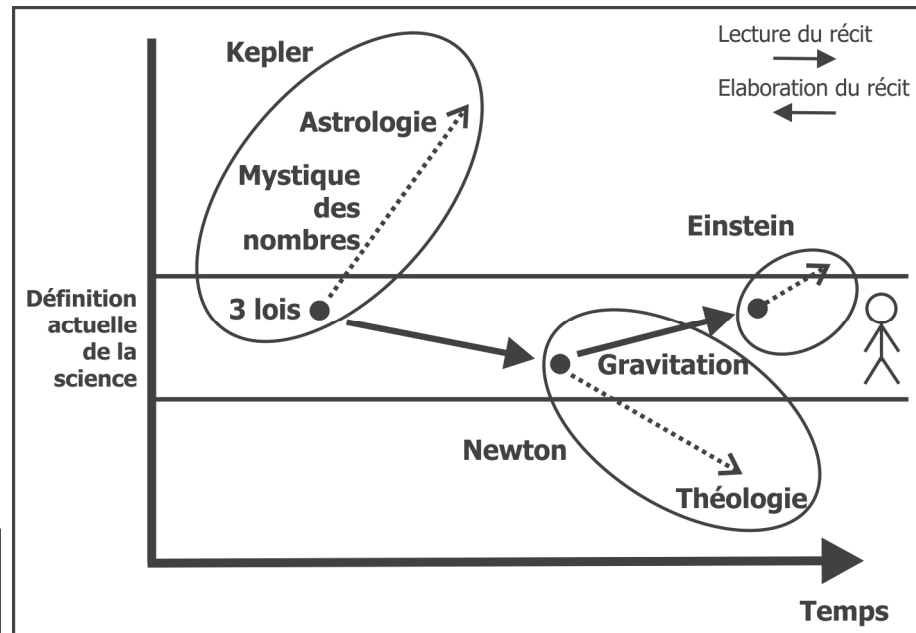 Lecture du récit
Elaboration du récit
Kepler
Astrologie
Mystique
des
nombres
3 lois
Einstein
Définition
actuelle
de la
science
Gravitation
Newton
Théologie
Temps